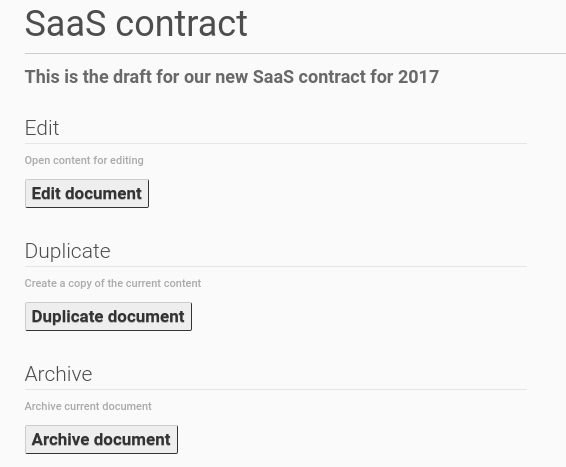 SaaS contract
This is the draft for our new SaaS contract for 2017
Edit
Open content for editing
Edit document
Duplicate
Create a copy of the current content
Duplicate document
Archive
Archive current document
Archive document